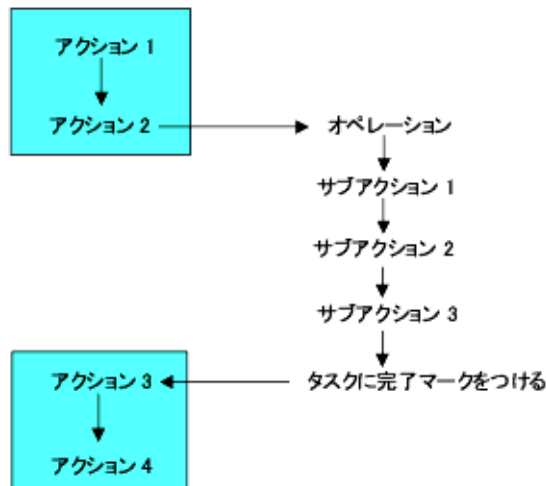 アクション 1
アクション 2
オペレーション
サブアクション 1
サブアクション 2
サブアクション 3
タスクに完了マークをつける
アクション 3
アクション 4